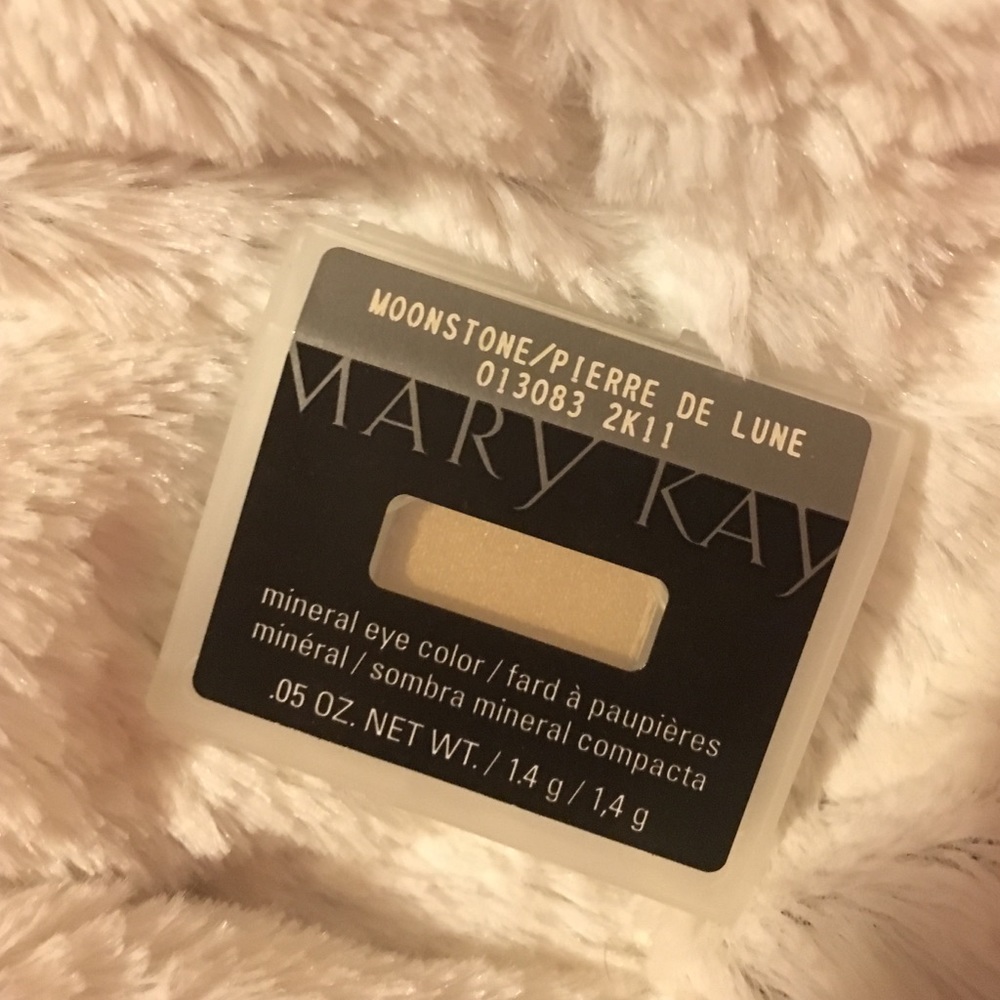 MOONSTONE/PIERRE DE LUNE
013083 2K11
MARY KAY
mineral eye color / fard à paupières
minéral / sombra mineral compacta
.05 OZ. NET WT. / 1.4 g / 1,4 g